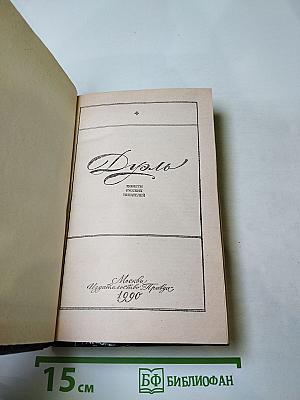 Дуэль
ПОВЕСТИ
РУССКИХ
ПИСАТЕЛЕЙ
Москва
Издательство „Правда“
1990
15 см
БФ БИБЛИОФАН